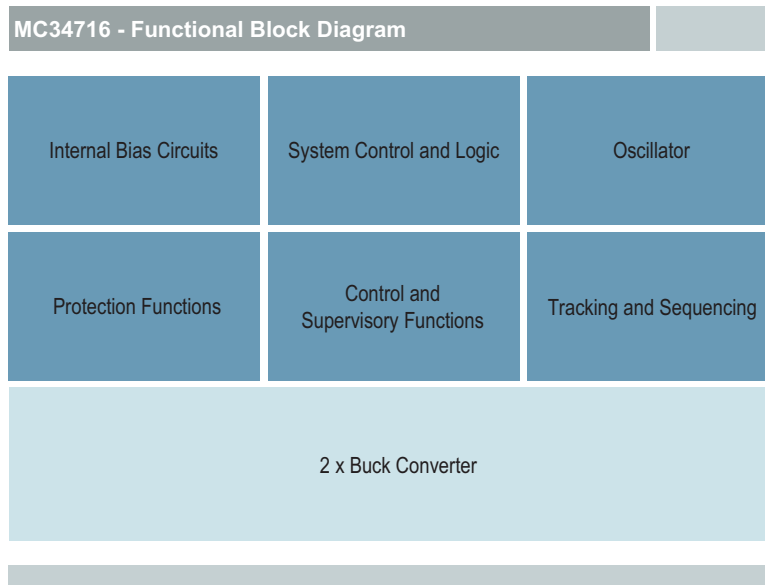 MC34716 - Functional Block Diagram
Internal Bias Circuits
System Control and Logic
Oscillator
Protection Functions
Control and
Supervisory Functions
Tracking and Sequencing
2 x Buck Converter